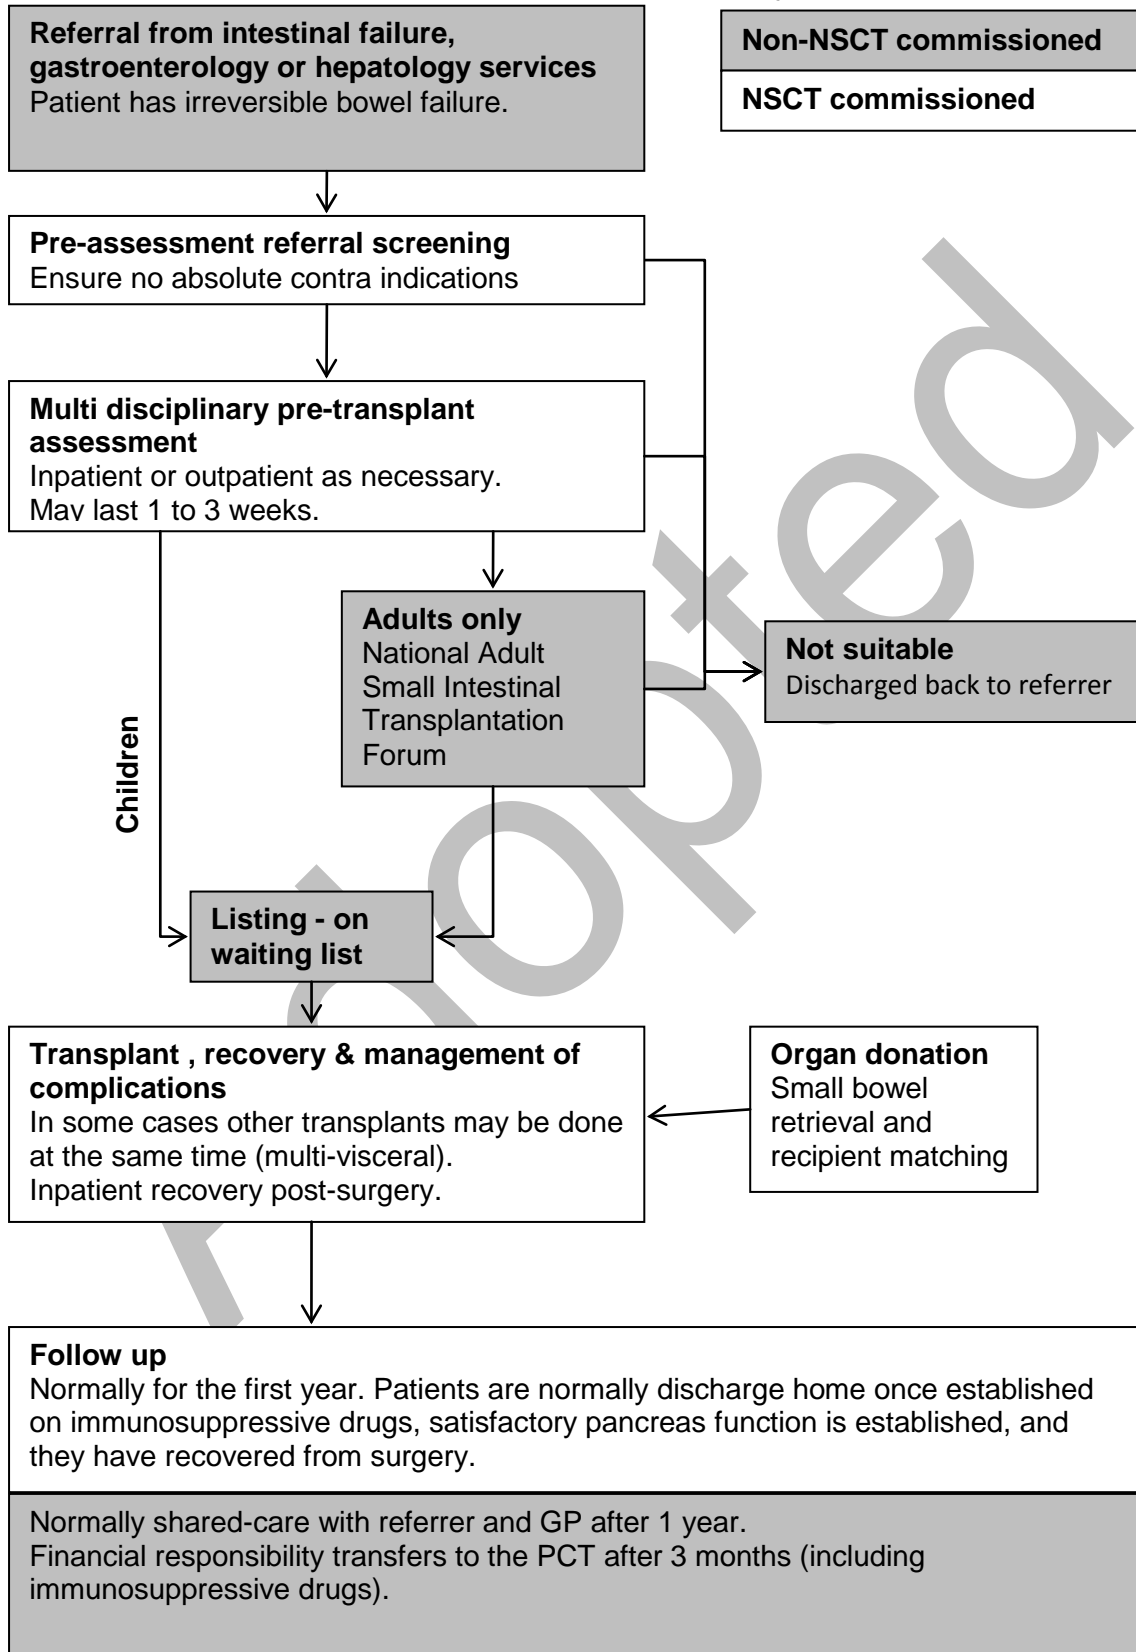 Referral from intestinal failure,
gastroenterology or hepatology services
Patient has irreversible bowel failure.
Non-NSCT commissioned
NSCT commissioned
Pre-assessment referral screening
Ensure no absolute contra indications
Multi disciplinary pre-transplant
assessment
Inpatient or outpatient as necessary.
May last 1 to 3 weeks.
Adults only
National Adult
Small Intestinal
Transplantation
Forum
Not suitable
Discharged back to referrer
Children
Listing - on
waiting list
Transplant , recovery & management of
complications
In some cases other transplants may be done
at the same time (multi-visceral).
Inpatient recovery post-surgery.
Organ donation
Small bowel
retrieval and
recipient matching
Follow up
Normally for the first year. Patients are normally discharge home once established
on immunosuppressive drugs, satisfactory pancreas function is established, and
they have recovered from surgery.
Normally shared-care with referrer and GP after 1 year.
Financial responsibility transfers to the PCT after 3 months (including
immunosuppressive drugs).
Adopted